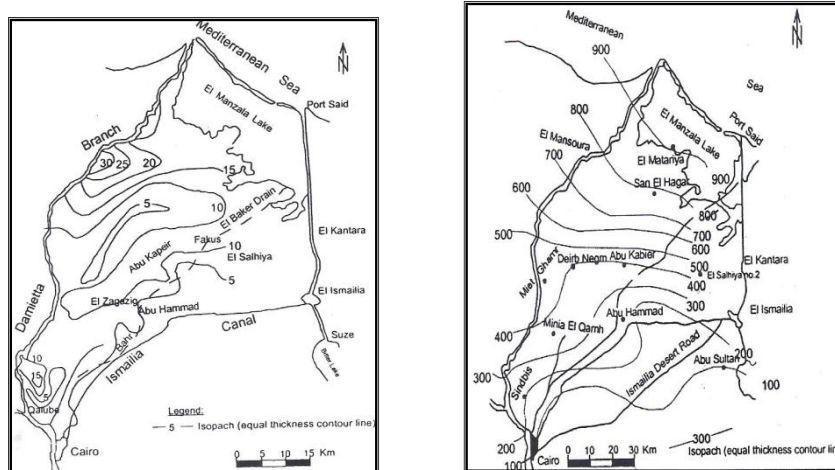 Mediterranean Sea
N
Port Said
El Manzala Lake
Branch
30 25 20
15
5
10
El Baker Drain
El Kantara
Fakus
Abu Kapeir
10
El Salhiya
5
El Zagazig
Abu Hammad
El Ismailia
Damietta
Canal
Suze
Bitter Lake
Bahr
Ismailia
10
15
5
Qalube
Legend:
5 Isopach (equal thickness contour line)
Cairo
0 5 10 15 Km
Mediterranean
N
900
Sea
800
Port Said
El Manzala Lake
El Mansoura
El Matariya
700
San El Hagar
900
600
800
700
500
600
El Kantara
Deirb Negm
Abu Kabier
500
El Salhiya no.2
Miet Ghamr
400
300
El Ismailia
Abu Hammad
400
Minia El Qamh
Ismailia Desert Road
200
300
Abu Sultan
Sindbis
100
200
300
Isopach (equal thickness contour line)
Cairo
0 10 20 30 Km
100